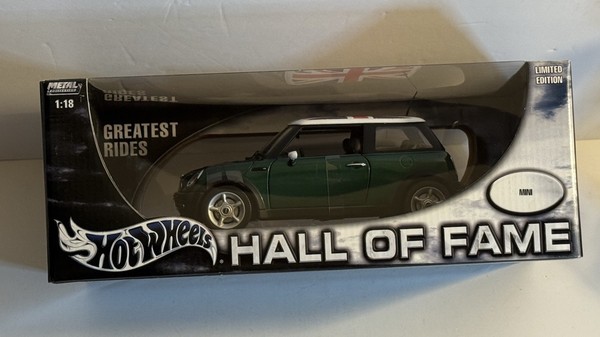 METAL
1:18
LIMITED
EDITION
GREATEST
RIDES
MINI
Hot Wheels
HALL OF FAME